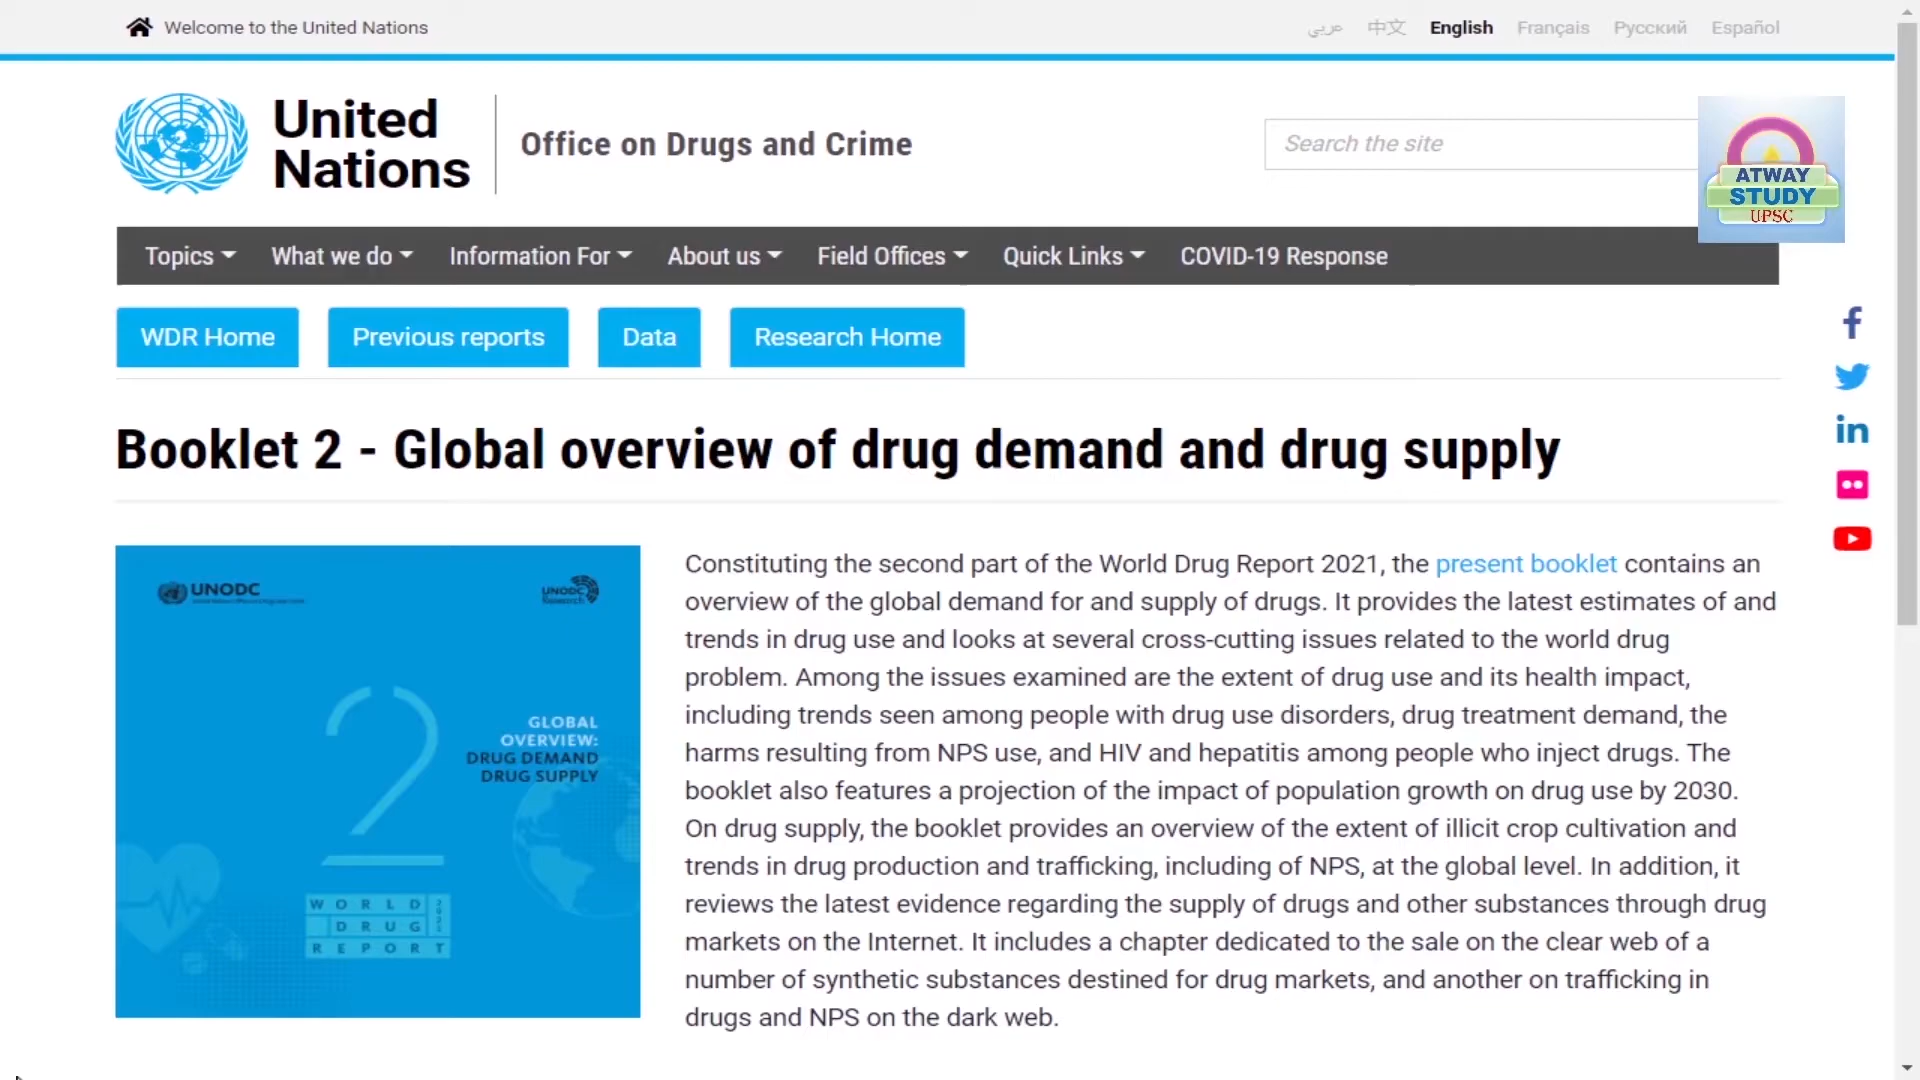 Welcome to the United Nations
عربي 中文 English Français Русский Español
United
Nations
Office on Drugs and Crime
Search the site
ATWAY
STUDY
UPSC
Topics What we do Information For About us Field Offices Quick Links COVID-19 Response
WDR Home Previous reports Data Research Home
Booklet 2 - Global overview of drug demand and drug supply
UNODC
UNODC
Research
GLOBAL
OVERVIEW:
DRUG DEMAND
DRUG SUPPLY
2
WORLD
DRUG
REPORT
Constituting the second part of the World Drug Report 2021, the present booklet contains an
overview of the global demand for and supply of drugs. It provides the latest estimates of and
trends in drug use and looks at several cross-cutting issues related to the world drug
problem. Among the issues examined are the extent of drug use and its health impact,
including trends seen among people with drug use disorders, drug treatment demand, the
harms resulting from NPS use, and HIV and hepatitis among people who inject drugs. The
booklet also features a projection of the impact of population growth on drug use by 2030.
On drug supply, the booklet provides an overview of the extent of illicit crop cultivation and
trends in drug production and trafficking, including of NPS, at the global level. In addition, it
reviews the latest evidence regarding the supply of drugs and other substances through drug
markets on the Internet. It includes a chapter dedicated to the sale on the clear web of a
number of synthetic substances destined for drug markets, and another on trafficking in
drugs and NPS on the dark web.